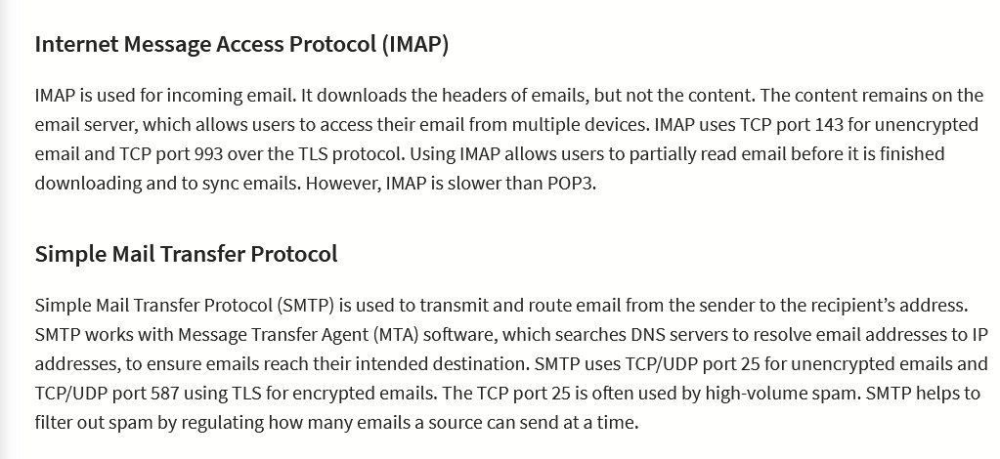 Internet Message Access Protocol (IMAP)
IMAP is used for incoming email. It downloads the headers of emails, but not the content. The content remains on the
email server, which allows users to access their email from multiple devices. IMAP uses TCP port 143 for unencrypted
email and TCP port 993 over the TLS protocol. Using IMAP allows users to partially read email before it is finished
downloading and to sync emails. However, IMAP is slower than POP3.
Simple Mail Transfer Protocol
Simple Mail Transfer Protocol (SMTP) is used to transmit and route email from the sender to the recipient’s address.
SMTP works with Message Transfer Agent (MTA) software, which searches DNS servers to resolve email addresses to IP
addresses, to ensure emails reach their intended destination. SMTP uses TCP/UDP port 25 for unencrypted emails and
TCP/UDP port 587 using TLS for encrypted emails. The TCP port 25 is often used by high-volume spam. SMTP helps to
filter out spam by regulating how many emails a source can send at a time.